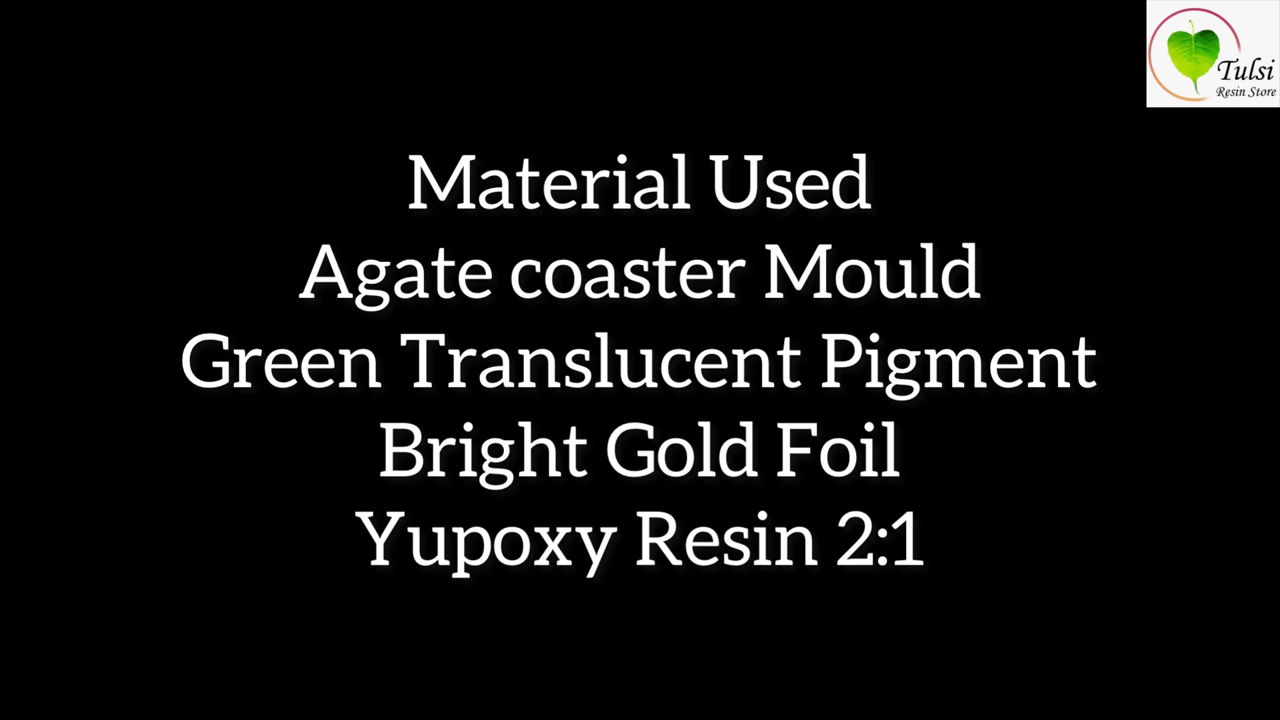 Tulsi
Resin Store
Material Used
Agate coaster Mould
Green Translucent Pigment
Bright Gold Foil
Yupoxy Resin 2:1